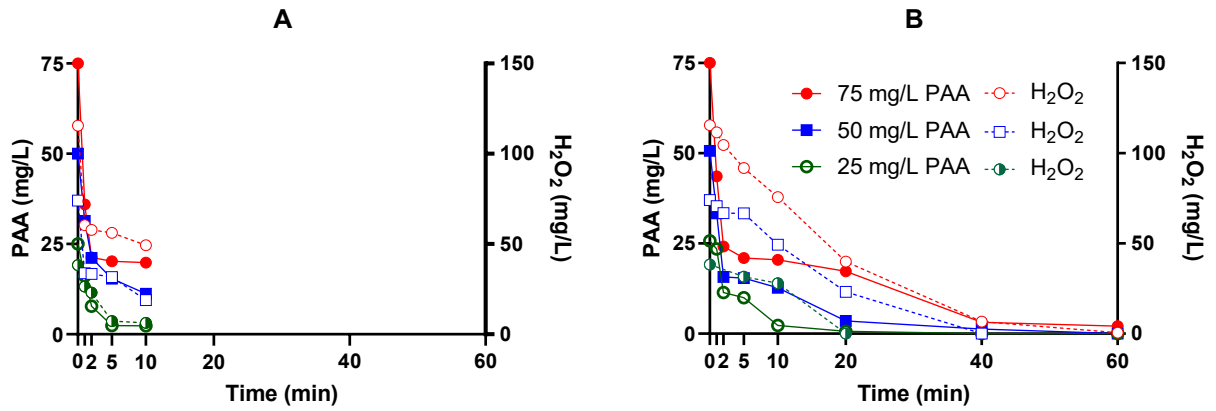 A
75
50
25
0
PAA (mg/L)
150
100
50
0
H₂O₂ (mg/L)
0 2 5 10 20 40 60
Time (min)
B
75
50
25
0
PAA (mg/L)
75 mg/L PAA H₂O₂
50 mg/L PAA H₂O₂
25 mg/L PAA H₂O₂
150
100
50
0
H₂O₂ (mg/L)
0 2 5 10 20 40 60
Time (min)